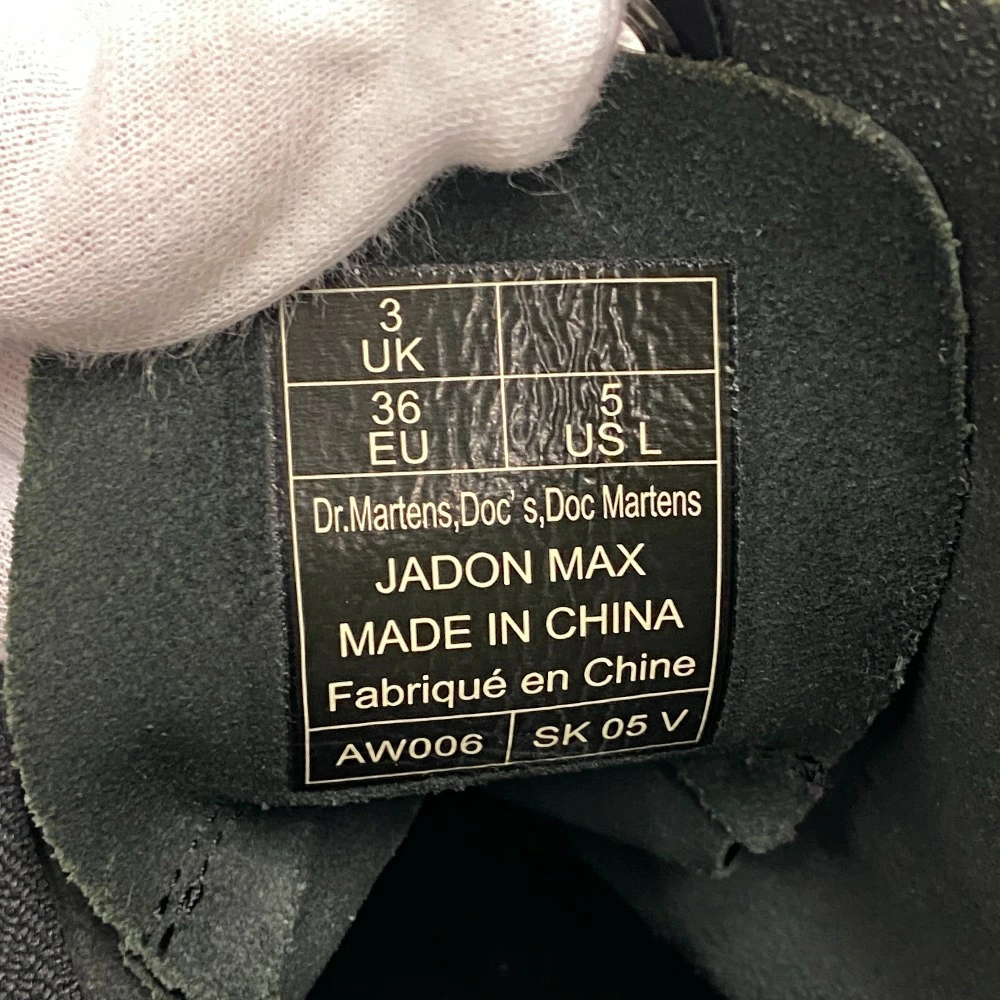 3
UK
36
EU
5
US L
Dr.Martens,Doc's,Doc Martens
JADON MAX
MADE IN CHINA
Fabriqué en Chine
AW006
SK 05 V